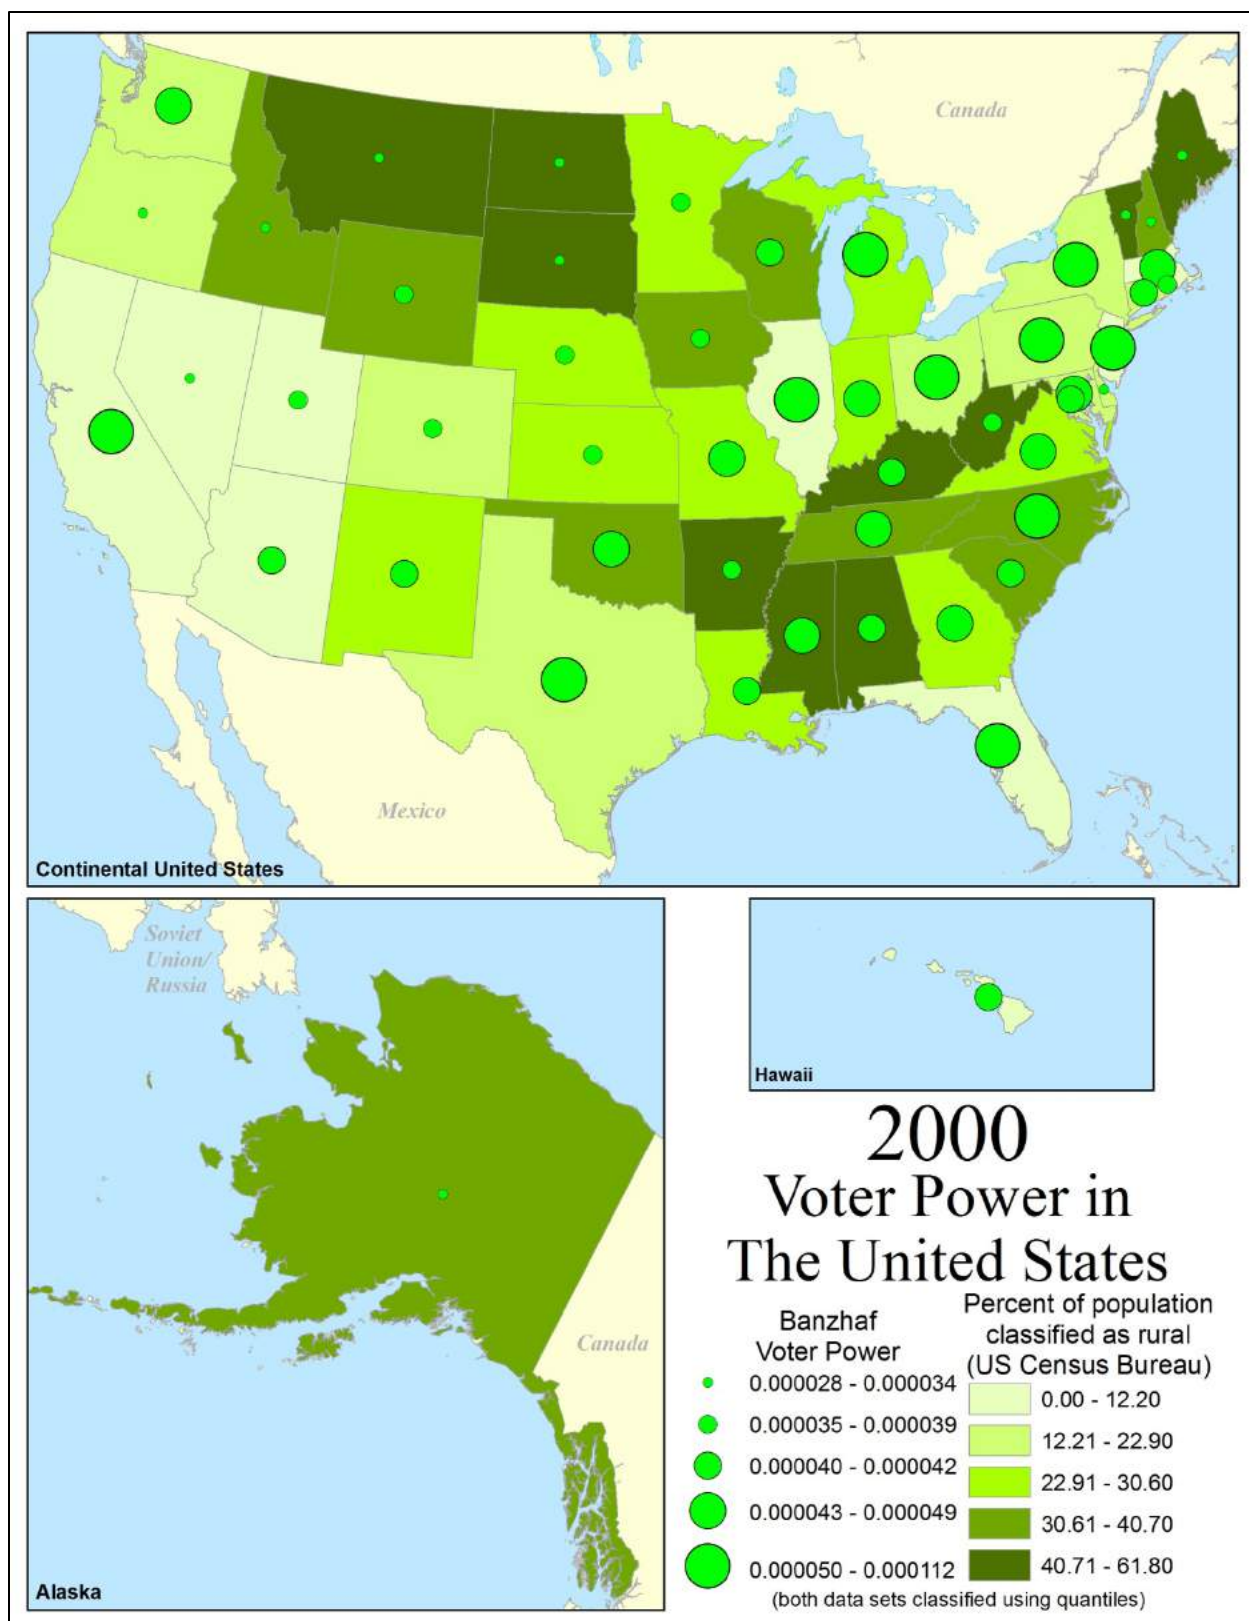 Canada
Mexico
Continental United States
Soviet
Union/
Russia
Canada
Alaska
Hawaii
2000
Voter Power in
The United States
Banzhaf
Voter Power
0.000028 - 0.000034
0.000035 - 0.000039
0.000040 - 0.000042
0.000043 - 0.000049
0.000050 - 0.000112
Percent of population
classified as rural
(US Census Bureau)
0.00 - 12.20
12.21 - 22.90
22.91 - 30.60
30.61 - 40.70
40.71 - 61.80
(both data sets classified using quantiles)